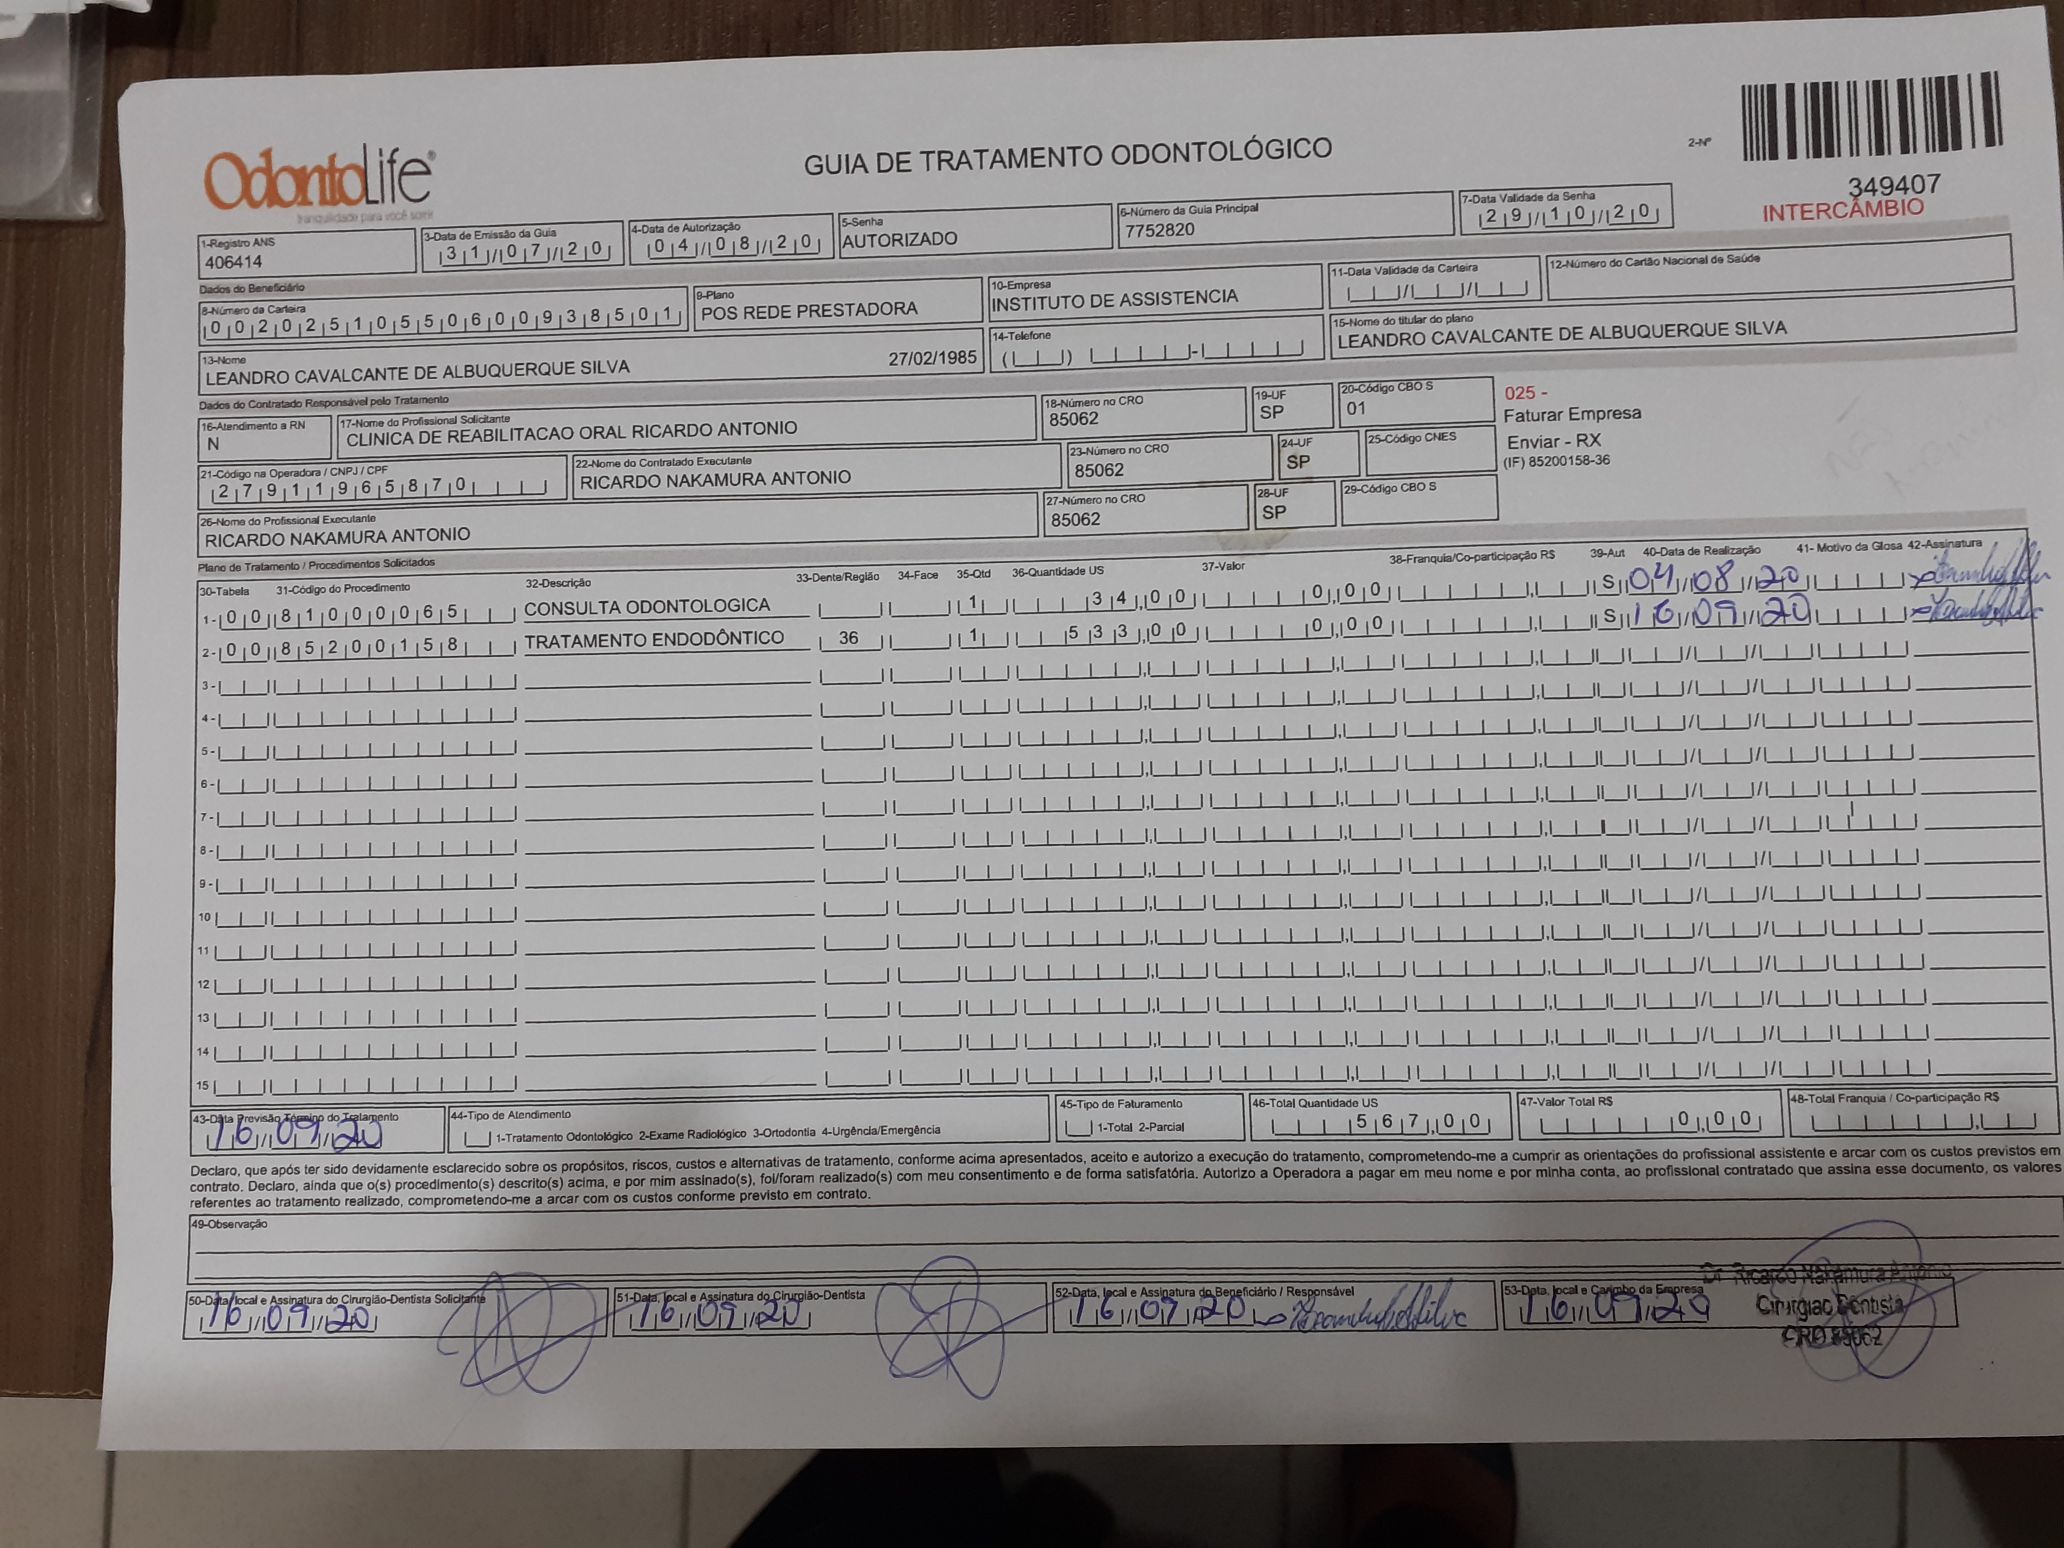 OdontoLife®
tranquilidade para você sorrir
GUIA DE TRATAMENTO ODONTOLÓGICO
2-Nº
349407
INTERCÂMBIO
1-Registro ANS
406414
3-Data de Emissão da Guia
31/07/20
4-Data de Autorização
04/08/20
5-Senha
AUTORIZADO
6-Número da Guia Principal
7752820
7-Data Validade da Senha
29/10/20
Dados do Beneficiário
8-Número da Carteira
00202510550600938501
9-Plano
POS REDE PRESTADORA
10-Empresa
INSTITUTO DE ASSISTENCIA
11-Data Validade da Carteira
12-Número do Cartão Nacional de Saúde
13-Nome
LEANDRO CAVALCANTE DE ALBUQUERQUE SILVA 27/02/1985
14-Telefone
15-Nome do titular do plano
LEANDRO CAVALCANTE DE ALBUQUERQUE SILVA
Dados do Contratado Responsável pelo Tratamento
16-Atendimento a RN
N
17-Nome do Profissional Solicitante
CLINICA DE REABILITACAO ORAL RICARDO ANTONIO
18-Número no CRO
85062
19-UF
SP
20-Código CBO S
01
025 -
Faturar Empresa
Enviar - RX
(IF) 85200158-36
21-Código na Operadora / CNPJ / CPF
27911965870
22-Nome do Contratado Executante
RICARDO NAKAMURA ANTONIO
23-Número no CRO
85062
24-UF
SP
25-Código CNES
26-Nome do Profissional Executante
RICARDO NAKAMURA ANTONIO
27-Número no CRO
85062
28-UF
SP
29-Código CBO S
Plano de Tratamento / Procedimentos Solicitados
30-Tabela 31-Código do Procedimento 32-Descrição 33-Dente/Região 34-Face 35-Qtd 36-Quantidade US 37-Valor 38-Franquia/Co-participação R$ 39-Aut 40-Data de Realização 41- Motivo da Glosa 42-Assinatura
1- 00 81000065 CONSULTA ODONTOLOGICA 1 34,00 0,00 S 04/08/20
2- 00 85200158 TRATAMENTO ENDODÔNTICO 36 1 533,00 0,00 S 16/09/20
3-
4-
5-
6-
7-
8-
9-
10
11
12
13
14
15
43-Data Previsão Término do Tratamento
16/09/20
44-Tipo de Atendimento
1-Tratamento Odontológico 2-Exame Radiológico 3-Ortodontia 4-Urgência/Emergência
45-Tipo de Faturamento
1-Total 2-Parcial
46-Total Quantidade US
567,00
47-Valor Total R$
0,00
48-Total Franquia / Co-participação R$
Declaro, que após ter sido devidamente esclarecido sobre os propósitos, riscos, custos e alternativas de tratamento, conforme acima apresentados, aceito e autorizo a execução do tratamento, comprometendo-me a cumprir as orientações do profissional assistente e arcar com os custos previstos em
contrato. Declaro, ainda que o(s) procedimento(s) descrito(s) acima, e por mim assinado(s), foi/foram realizado(s) com meu consentimento e de forma satisfatória. Autorizo a Operadora a pagar em meu nome e por minha conta, ao profissional contratado que assina esse documento, os valores
referentes ao tratamento realizado, comprometendo-me a arcar com os custos conforme previsto em contrato.
49-Observação
50-Data, local e Assinatura do Cirurgião-Dentista Solicitante
16/09/20
51-Data, local e Assinatura do Cirurgião-Dentista
16/09/20
52-Data, local e Assinatura do Beneficiário / Responsável
16/09/20
53-Data, local e Carimbo da Empresa
16/09/20
Dr Ricardo Nakamura Antonio
Cirurgiao Dentista
CRO 85062